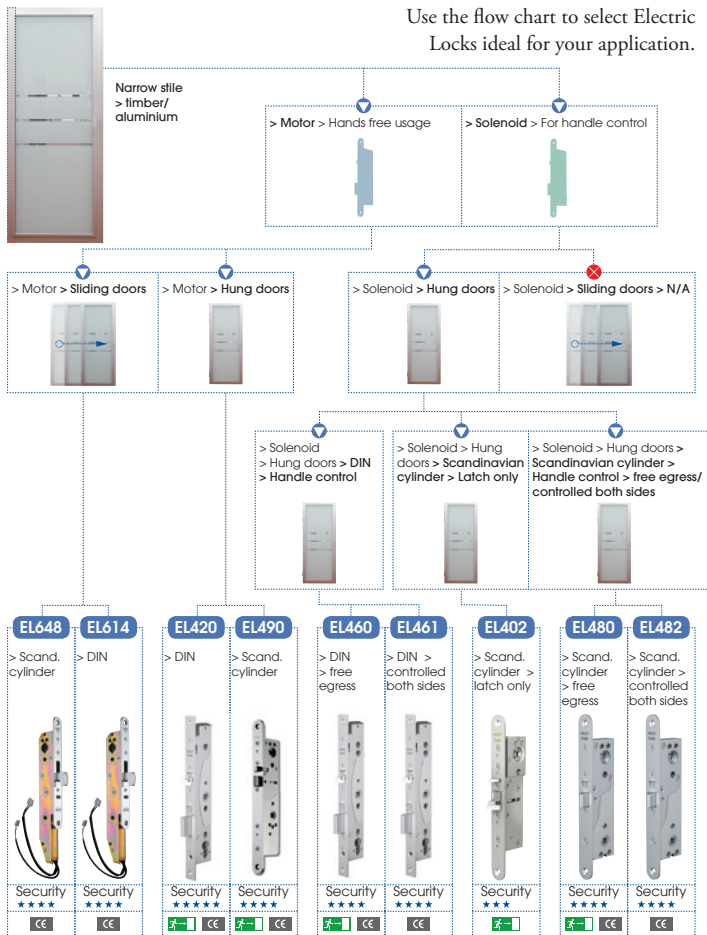 Use the flow chart to select Electric
Locks ideal for your application.
Narrow stile
> timber/
aluminium
> Motor > Hands free usage
> Solenoid > For handle control
> Motor > Sliding doors
> Motor > Hung doors
> Solenoid > Hung doors
> Solenoid > Sliding doors > N/A
> Solenoid
> Hung doors > DIN
> Handle control
> Solenoid > Hung
doors > Scandinavian
cylinder > Latch only
> Solenoid > Hung doors >
Scandinavian cylinder >
Handle control > free egress/
controlled both sides
EL648
> Scand.
cylinder
Security
CE
EL614
> DIN
Security
CE
EL420
> DIN
Security
CE
EL490
> Scand.
cylinder
Security
CE
EL460
> DIN
> free
egress
Security
CE
EL461
> DIN >
controlled
both sides
Security
CE
EL402
> Scand.
cylinder >
latch only
Security
EL480
> Scand.
cylinder
> free
egress
Security
CE
EL482
> Scand.
cylinder >
controlled
both sides
Security
CE